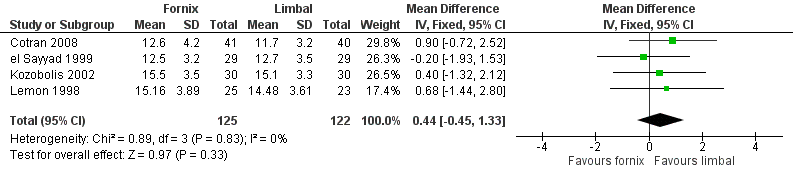 Fornix Limbal Mean Difference Mean Difference
Study or Subgroup Mean SD Total Mean SD Total Weight IV, Fixed, 95% CI IV, Fixed, 95% CI
Cotran 2008 12.6 4.2 41 11.7 3.2 40 29.8% 0.90 [-0.72, 2.52]
el Sayyad 1999 12.5 3.2 29 12.7 3.5 29 26.3% -0.20 [-1.93, 1.53]
Kozobolis 2002 15.5 3.5 30 15.1 3.3 30 26.5% 0.40 [-1.32, 2.12]
Lemon 1998 15.16 3.89 25 14.48 3.61 23 17.4% 0.68 [-1.44, 2.80]
Total (95% CI) 125 122 100.0% 0.44 [-0.45, 1.33]
Heterogeneity: Chi² = 0.89, df = 3 (P = 0.83); I² = 0%
Test for overall effect: Z = 0.97 (P = 0.33)
-4 -2 0 2 4
Favours fornix Favours limbal